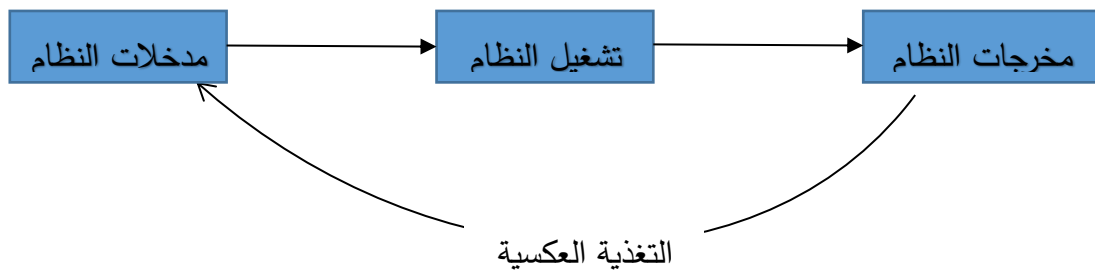 مدخلات النظام
تشغيل النظام
مخرجات النظام
التغذية العكسية